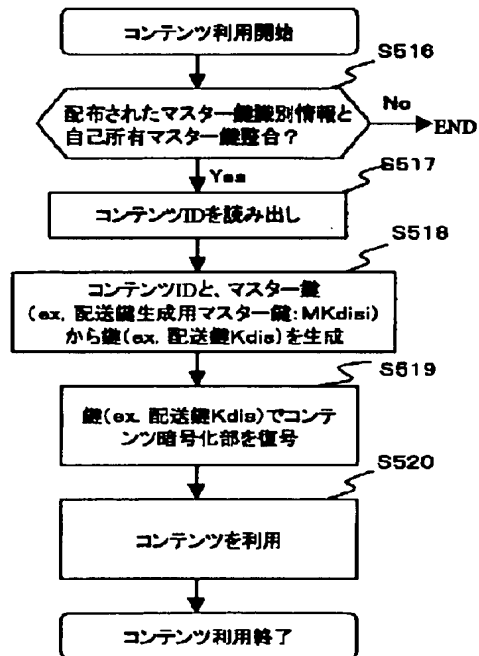 コンテンツ利用開始
S516
配布されたマスター鍵識別情報と
自己所有マスター鍵整合？
No
END
Yes
S517
コンテンツIDを読み出し
S518
コンテンツIDと、マスター鍵
(ex. 配送鍵生成用マスター鍵:MKdisi)
から鍵(ex. 配送鍵Kdis)を生成
S519
鍵(ex. 配送鍵Kdis)でコンテ
ンツ暗号化部を復号
S520
コンテンツを利用
コンテンツ利用終了